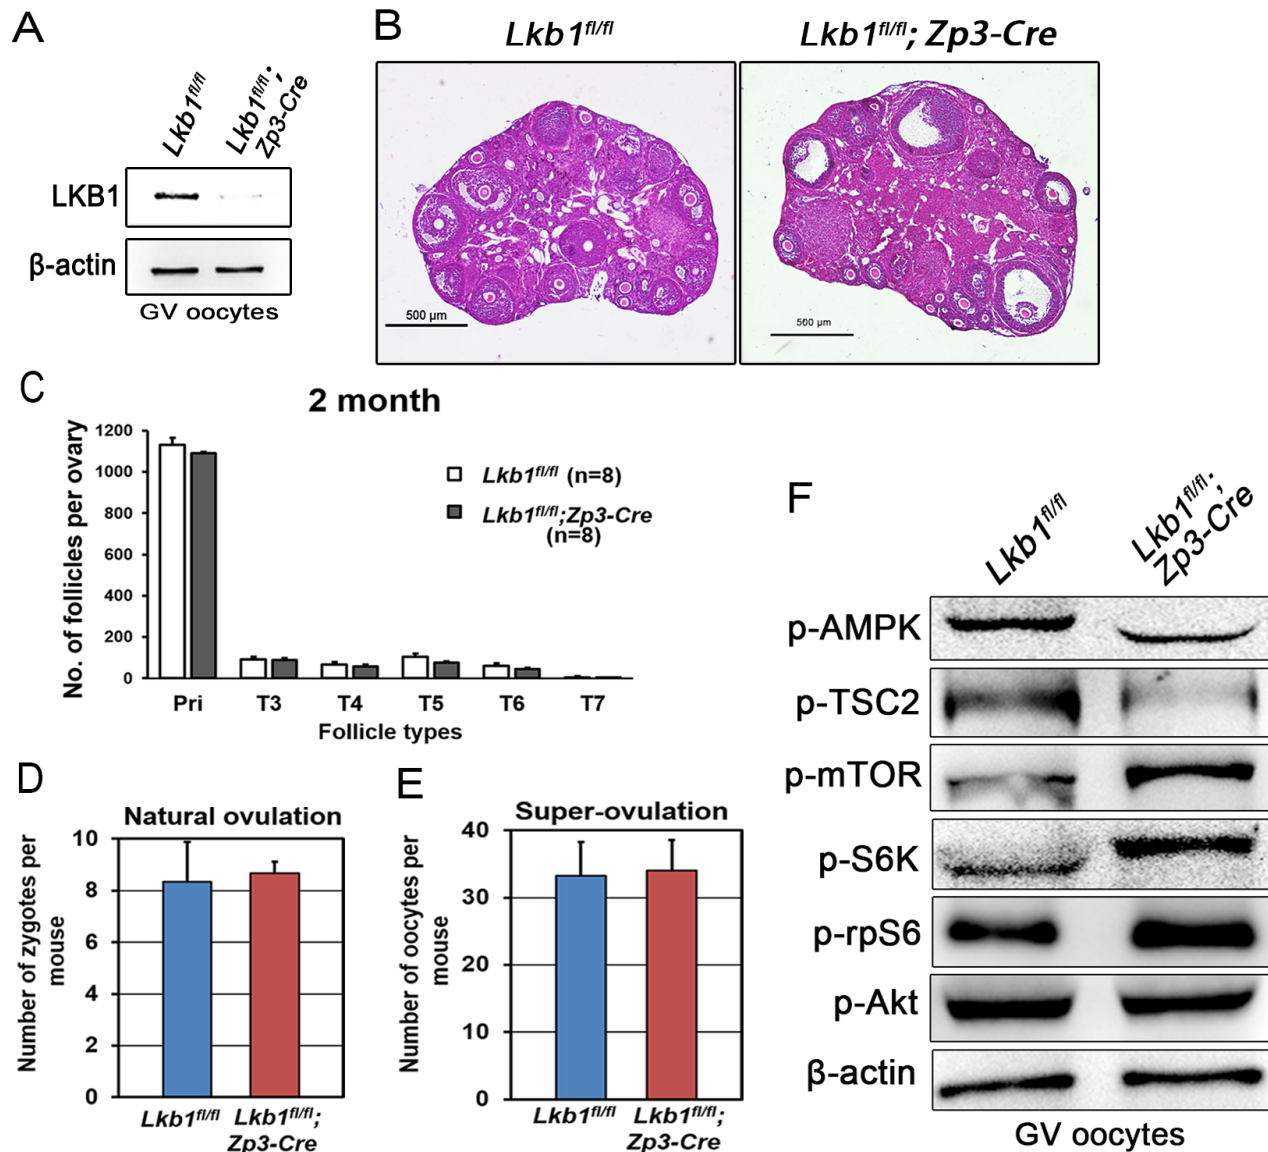 A
Lkb1fl/fl
Lkb1fl/fl;
Zp3-Cre
LKB1
β-actin
GV oocytes
B
Lkb1fl/fl
Lkb1fl/fl; Zp3-Cre
500 μm
500 μm
C
2 month
No. of follicles per ovary
1200
1000
800
600
400
200
0
Lkb1fl/fl (n=8)
Lkb1fl/fl;Zp3-Cre
(n=8)
Pri T3 T4 T5 T6 T7
Follicle types
D
Natural ovulation
Number of zygotes per
mouse
10
8
6
4
2
0
Lkb1fl/fl
Lkb1fl/fl;
Zp3-Cre
E
Super-ovulation
Number of oocytes per
mouse
40
30
20
10
0
Lkb1fl/fl
Lkb1fl/fl;
Zp3-Cre
F
Lkb1fl/fl
Lkb1fl/fl;
Zp3-Cre
p-AMPK
p-TSC2
p-mTOR
p-S6K
p-rpS6
p-Akt
β-actin
GV oocytes